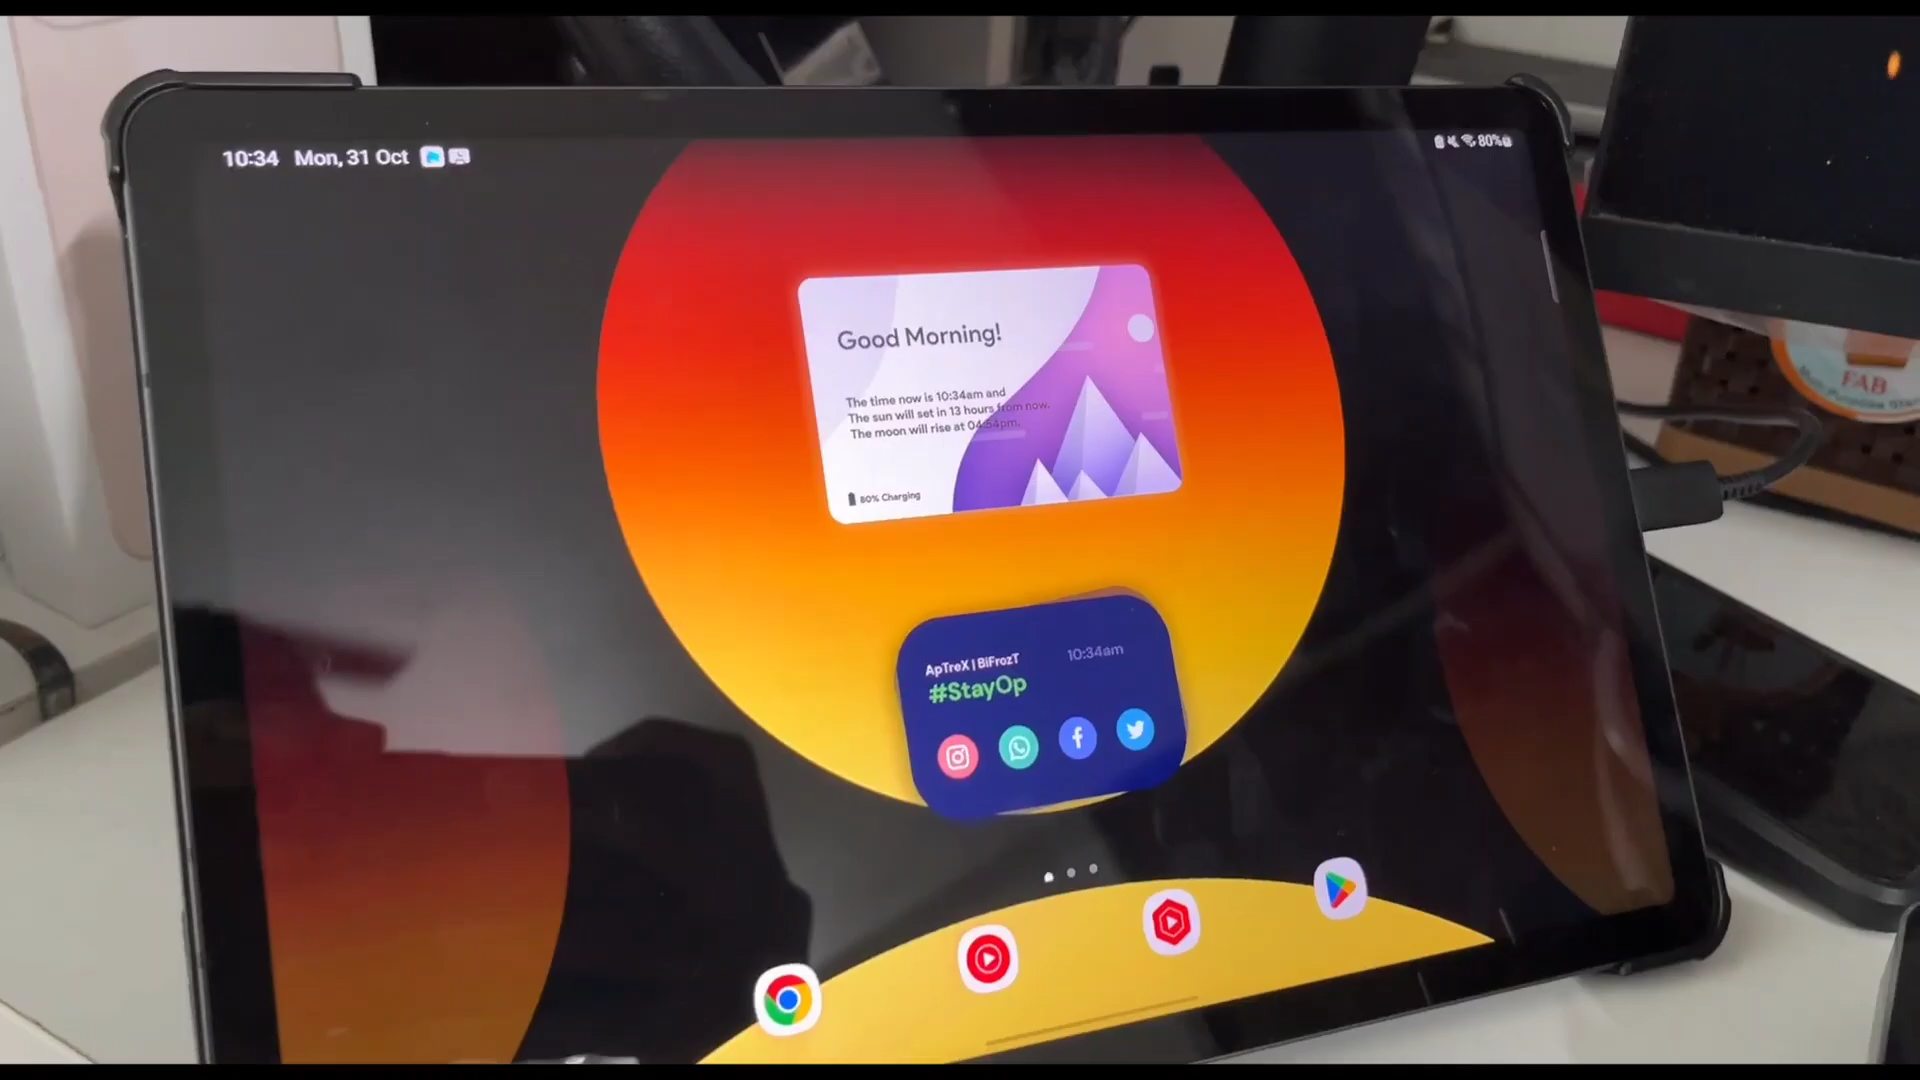 10:34 Mon, 31 Oct
80%
Good Morning!
The time now is 10:34am and
The sun will set in 13 hours from now.
The moon will rise at 04:54pm.
80% Charging
ApTreX | BiFrozT
10:34am
#StayOp
FAB